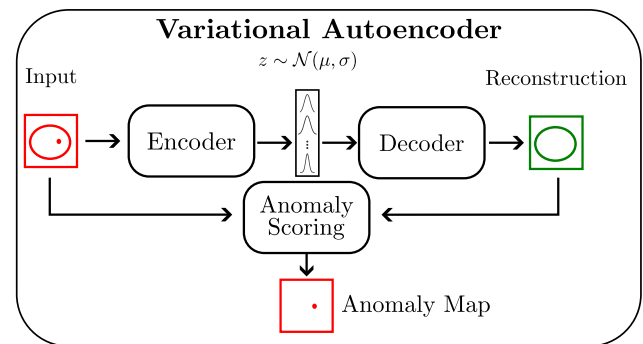 Variational Autoencoder
z ∼ 𝒩(μ, σ)
Input
Reconstruction
Encoder
Decoder
Anomaly
Scoring
Anomaly Map